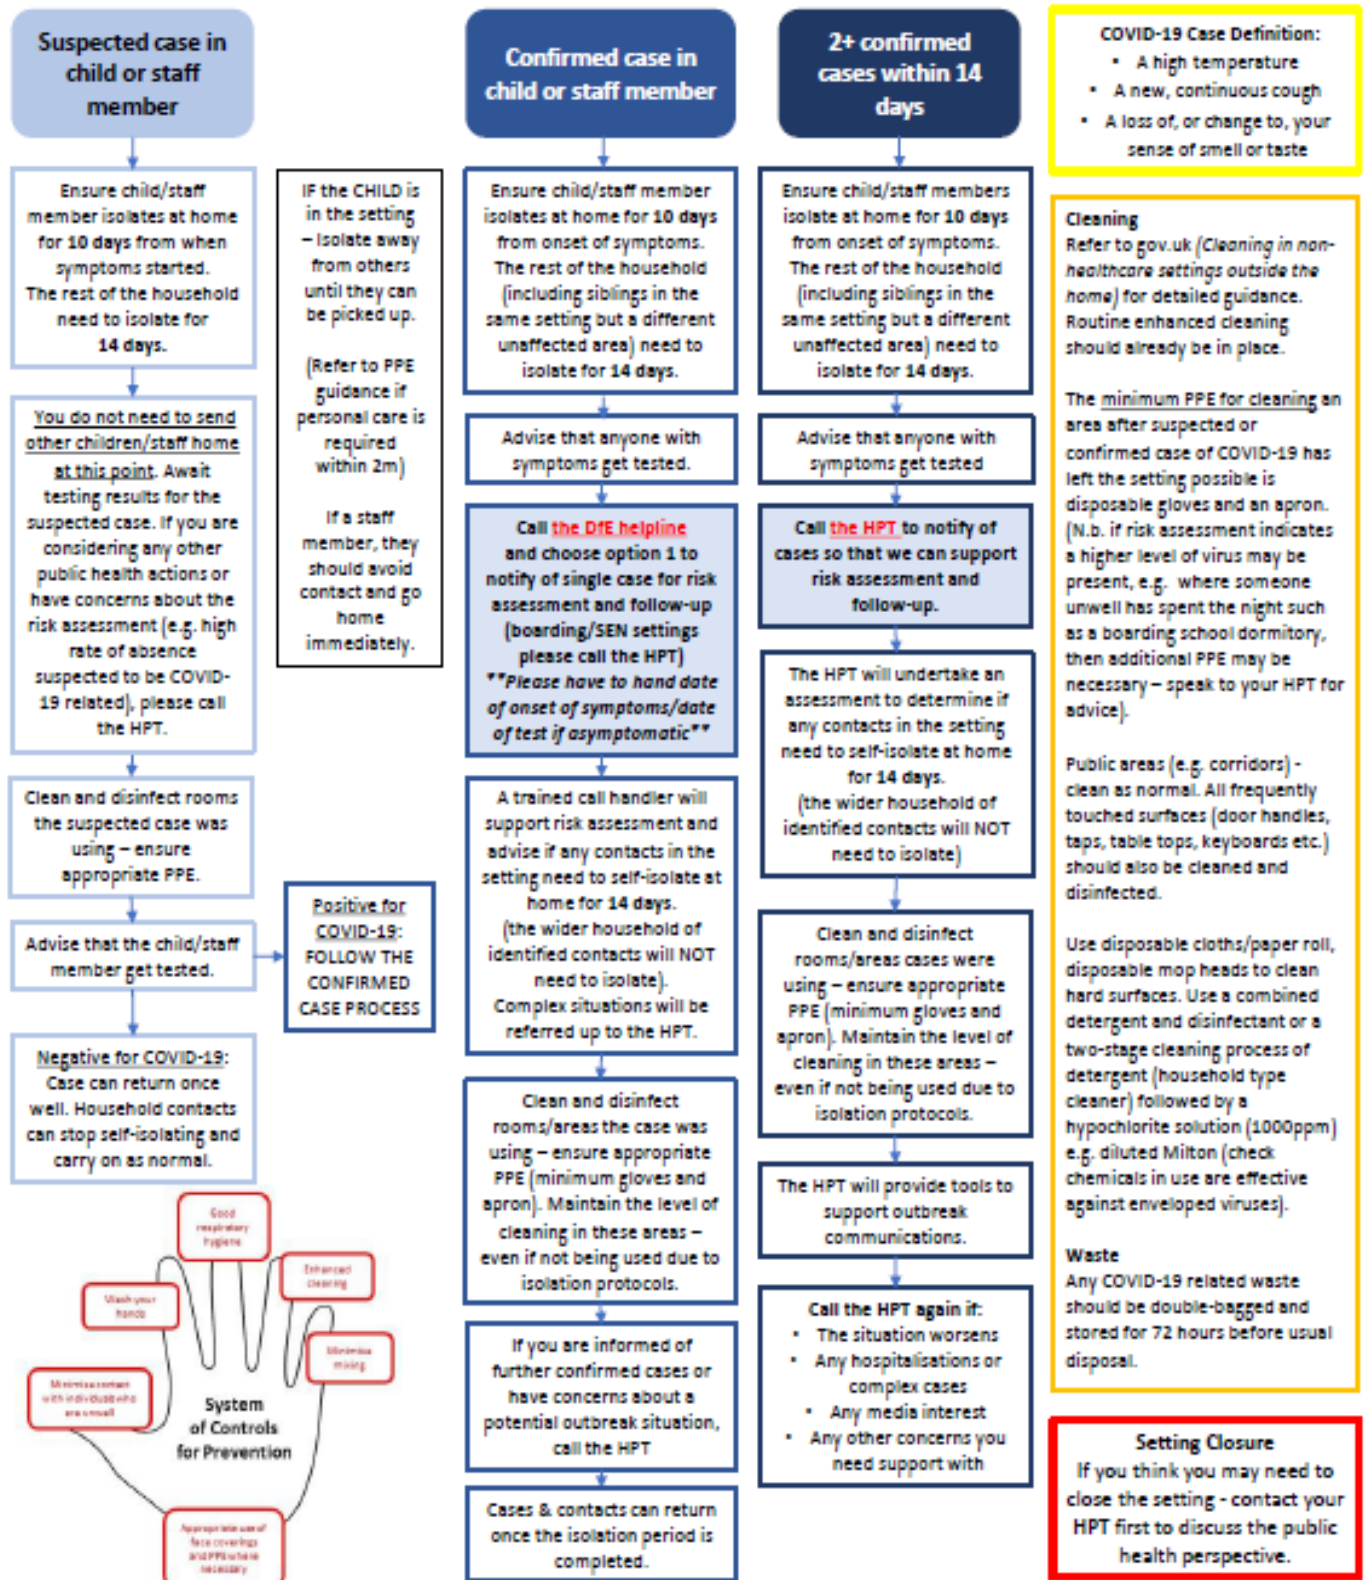 Suspected case in
child or staff
member
Ensure child/staff
member isolates at home
for 10 days from when
symptoms started.
The rest of the household
need to isolate for
14 days.
You do not need to send
other children/staff home
at this point. Await
testing results for the
suspected case. If you are
considering any other
public health actions or
have concerns about the
risk assessment (e.g. high
rate of absence
suspected to be COVID-
19 related), please call
the HPT.
Clean and disinfect rooms
the suspected case was
using – ensure
appropriate PPE.
Advise that the child/staff
member get tested.
Negative for COVID-19:
Case can return once
well. Household contacts
can stop self-isolating and
carry on as normal.
IF the CHILD is
in the setting
– Isolate away
from others
until they can
be picked up.
(Refer to PPE
guidance if
personal care is
required
within 2m)
If a staff
member, they
should avoid
contact and go
home
immediately.
Positive for
COVID-19:
FOLLOW THE
CONFIRMED
CASE PROCESS
Good
respiratory
hygiene
Enhanced
cleaning
Wash your
hands
Minimise
mixing
Minimise contact
with individuals who
are unwell
System
of Controls
for Prevention
Appropriate use of
face coverings
and PPE where
necessary
Confirmed case in
child or staff member
Ensure child/staff member
isolates at home for 10 days
from onset of symptoms.
The rest of the household
(including siblings in the
same setting but a different
unaffected area) need to
isolate for 14 days.
Advise that anyone with
symptoms get tested.
Call the DfE helpline
and choose option 1 to
notify of single case for risk
assessment and follow-up
(boarding/SEN settings
please call the HPT)
**Please have to hand date
of onset of symptoms/date
of test if asymptomatic**
A trained call handler will
support risk assessment and
advise if any contacts in the
setting need to self-isolate at
home for 14 days.
(the wider household of
identified contacts will NOT
need to isolate).
Complex situations will be
referred up to the HPT.
Clean and disinfect
rooms/areas the case was
using – ensure appropriate
PPE (minimum gloves and
apron). Maintain the level of
cleaning in these areas –
even if not being used due to
isolation protocols.
If you are informed of
further confirmed cases or
have concerns about a
potential outbreak situation,
call the HPT
Cases & contacts can return
once the isolation period is
completed.
2+ confirmed
cases within 14
days
Ensure child/staff members
isolate at home for 10 days
from onset of symptoms.
The rest of the household
(including siblings in the
same setting but a different
unaffected area) need to
isolate for 14 days.
Advise that anyone with
symptoms get tested
Call the HPT to notify of
cases so that we can support
risk assessment and
follow-up.
The HPT will undertake an
assessment to determine if
any contacts in the setting
need to self-isolate at home
for 14 days.
(the wider household of
identified contacts will NOT
need to isolate)
Clean and disinfect
rooms/areas cases were
using – ensure appropriate
PPE (minimum gloves and
apron). Maintain the level of
cleaning in these areas –
even if not being used due to
isolation protocols.
The HPT will provide tools to
support outbreak
communications.
Call the HPT again if:
▪ The situation worsens
▪ Any hospitalisations or
complex cases
▪ Any media interest
▪ Any other concerns you
need support with
COVID-19 Case Definition:
▪ A high temperature
▪ A new, continuous cough
▪ A loss of, or change to, your
sense of smell or taste
Cleaning
Refer to gov.uk (Cleaning in non-
healthcare settings outside the
home) for detailed guidance.
Routine enhanced cleaning
should already be in place.
The minimum PPE for cleaning an
area after suspected or
confirmed case of COVID-19 has
left the setting possible is
disposable gloves and an apron.
(N.b. if risk assessment indicates
a higher level of virus may be
present, e.g. where someone
unwell has spent the night such
as a boarding school dormitory,
then additional PPE may be
necessary – speak to your HPT for
advice).
Public areas (e.g. corridors) -
clean as normal. All frequently
touched surfaces (door handles,
taps, table tops, keyboards etc.)
should also be cleaned and
disinfected.
Use disposable cloths/paper roll,
disposable mop heads to clean
hard surfaces. Use a combined
detergent and disinfectant or a
two-stage cleaning process of
detergent (household type
cleaner) followed by a
hypochlorite solution (1000ppm)
e.g. diluted Milton (check
chemicals in use are effective
against enveloped viruses).
Waste
Any COVID-19 related waste
should be double-bagged and
stored for 72 hours before usual
disposal.
Setting Closure
If you think you may need to
close the setting - contact your
HPT first to discuss the public
health perspective.